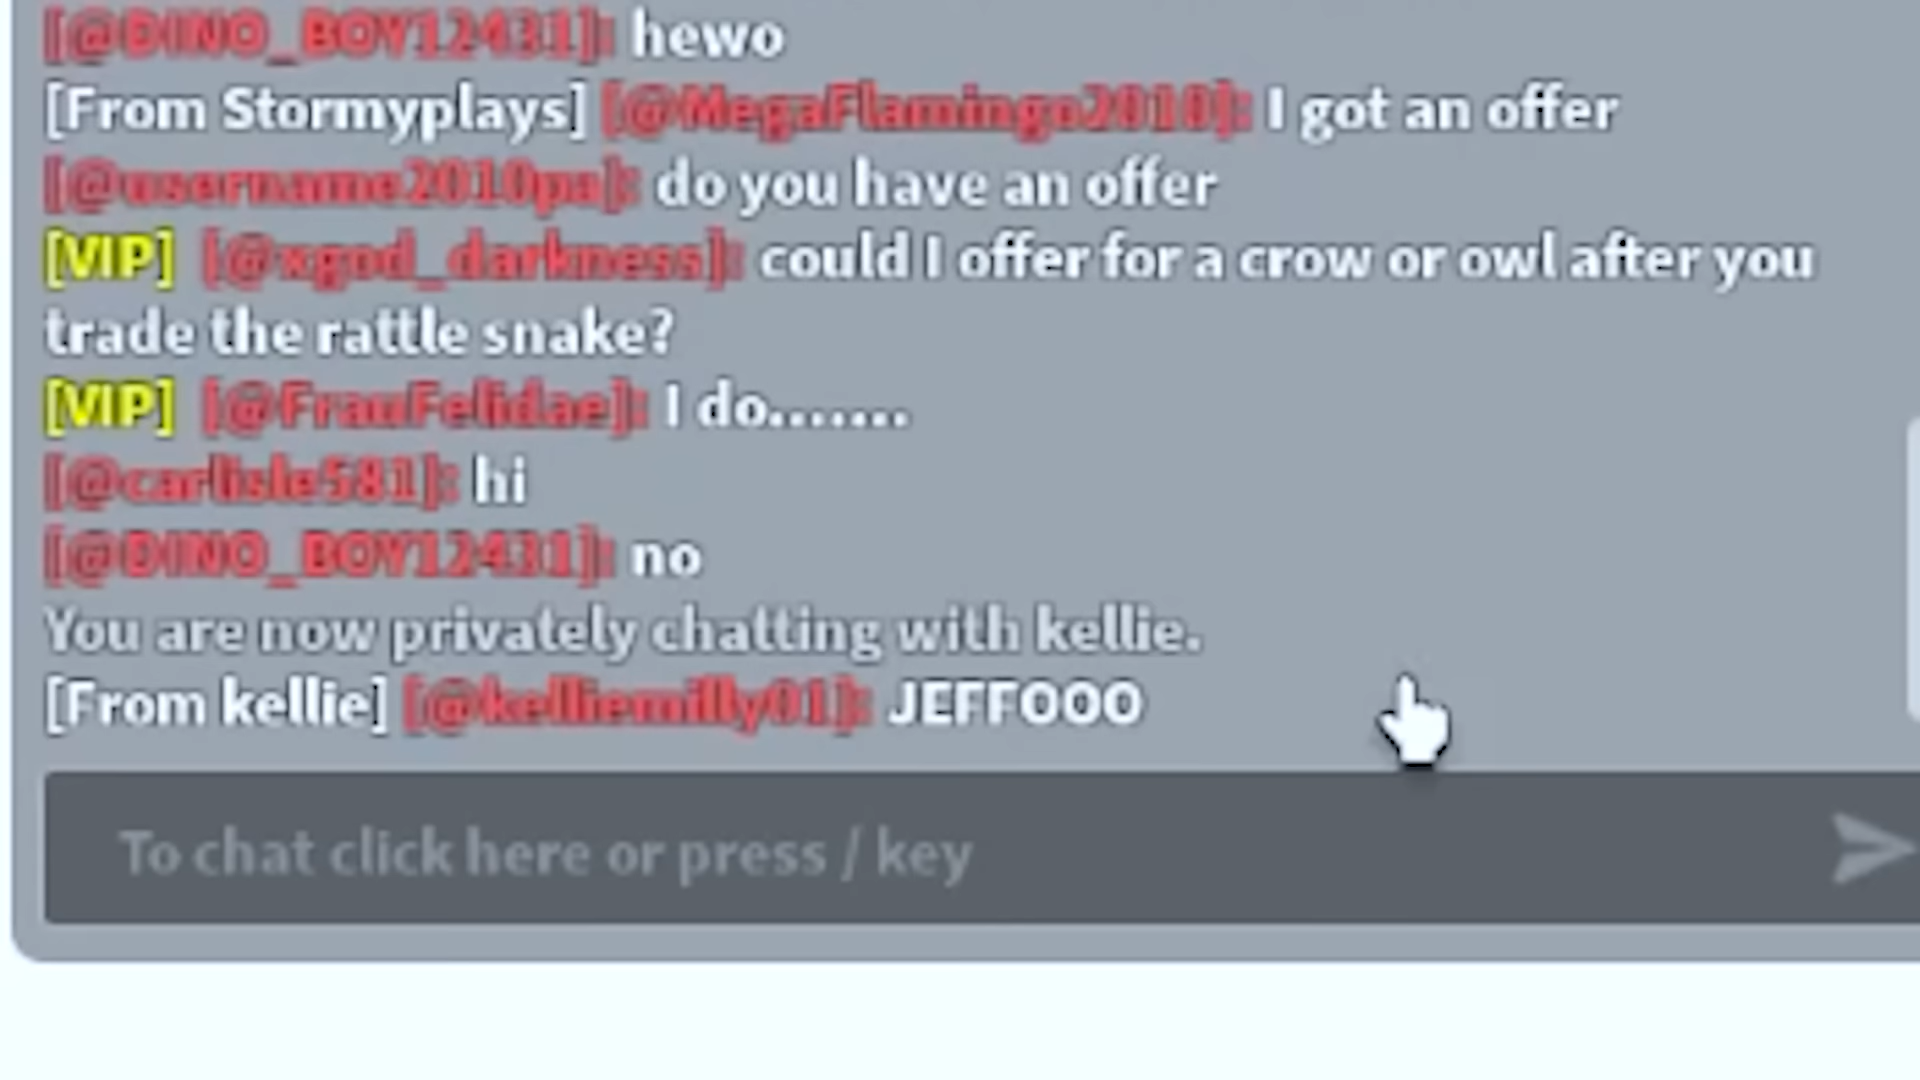 [@DINO_BOY12431]: hewo
[From Stormyplays] [@MegaFlamingo2010]: I got an offer
[@username2010pa]: do you have an offer
[VIP] [@xgod_darkness]: could I offer for a crow or owl after you
trade the rattle snake?
[VIP] [@FrauFelidae]: I do.......
[@carlisle581]: hi
[@DINO_BOY12431]: no
You are now privately chatting with kellie.
[From kellie] [@kelliemilly01]: JEFFOOO
To chat click here or press / key